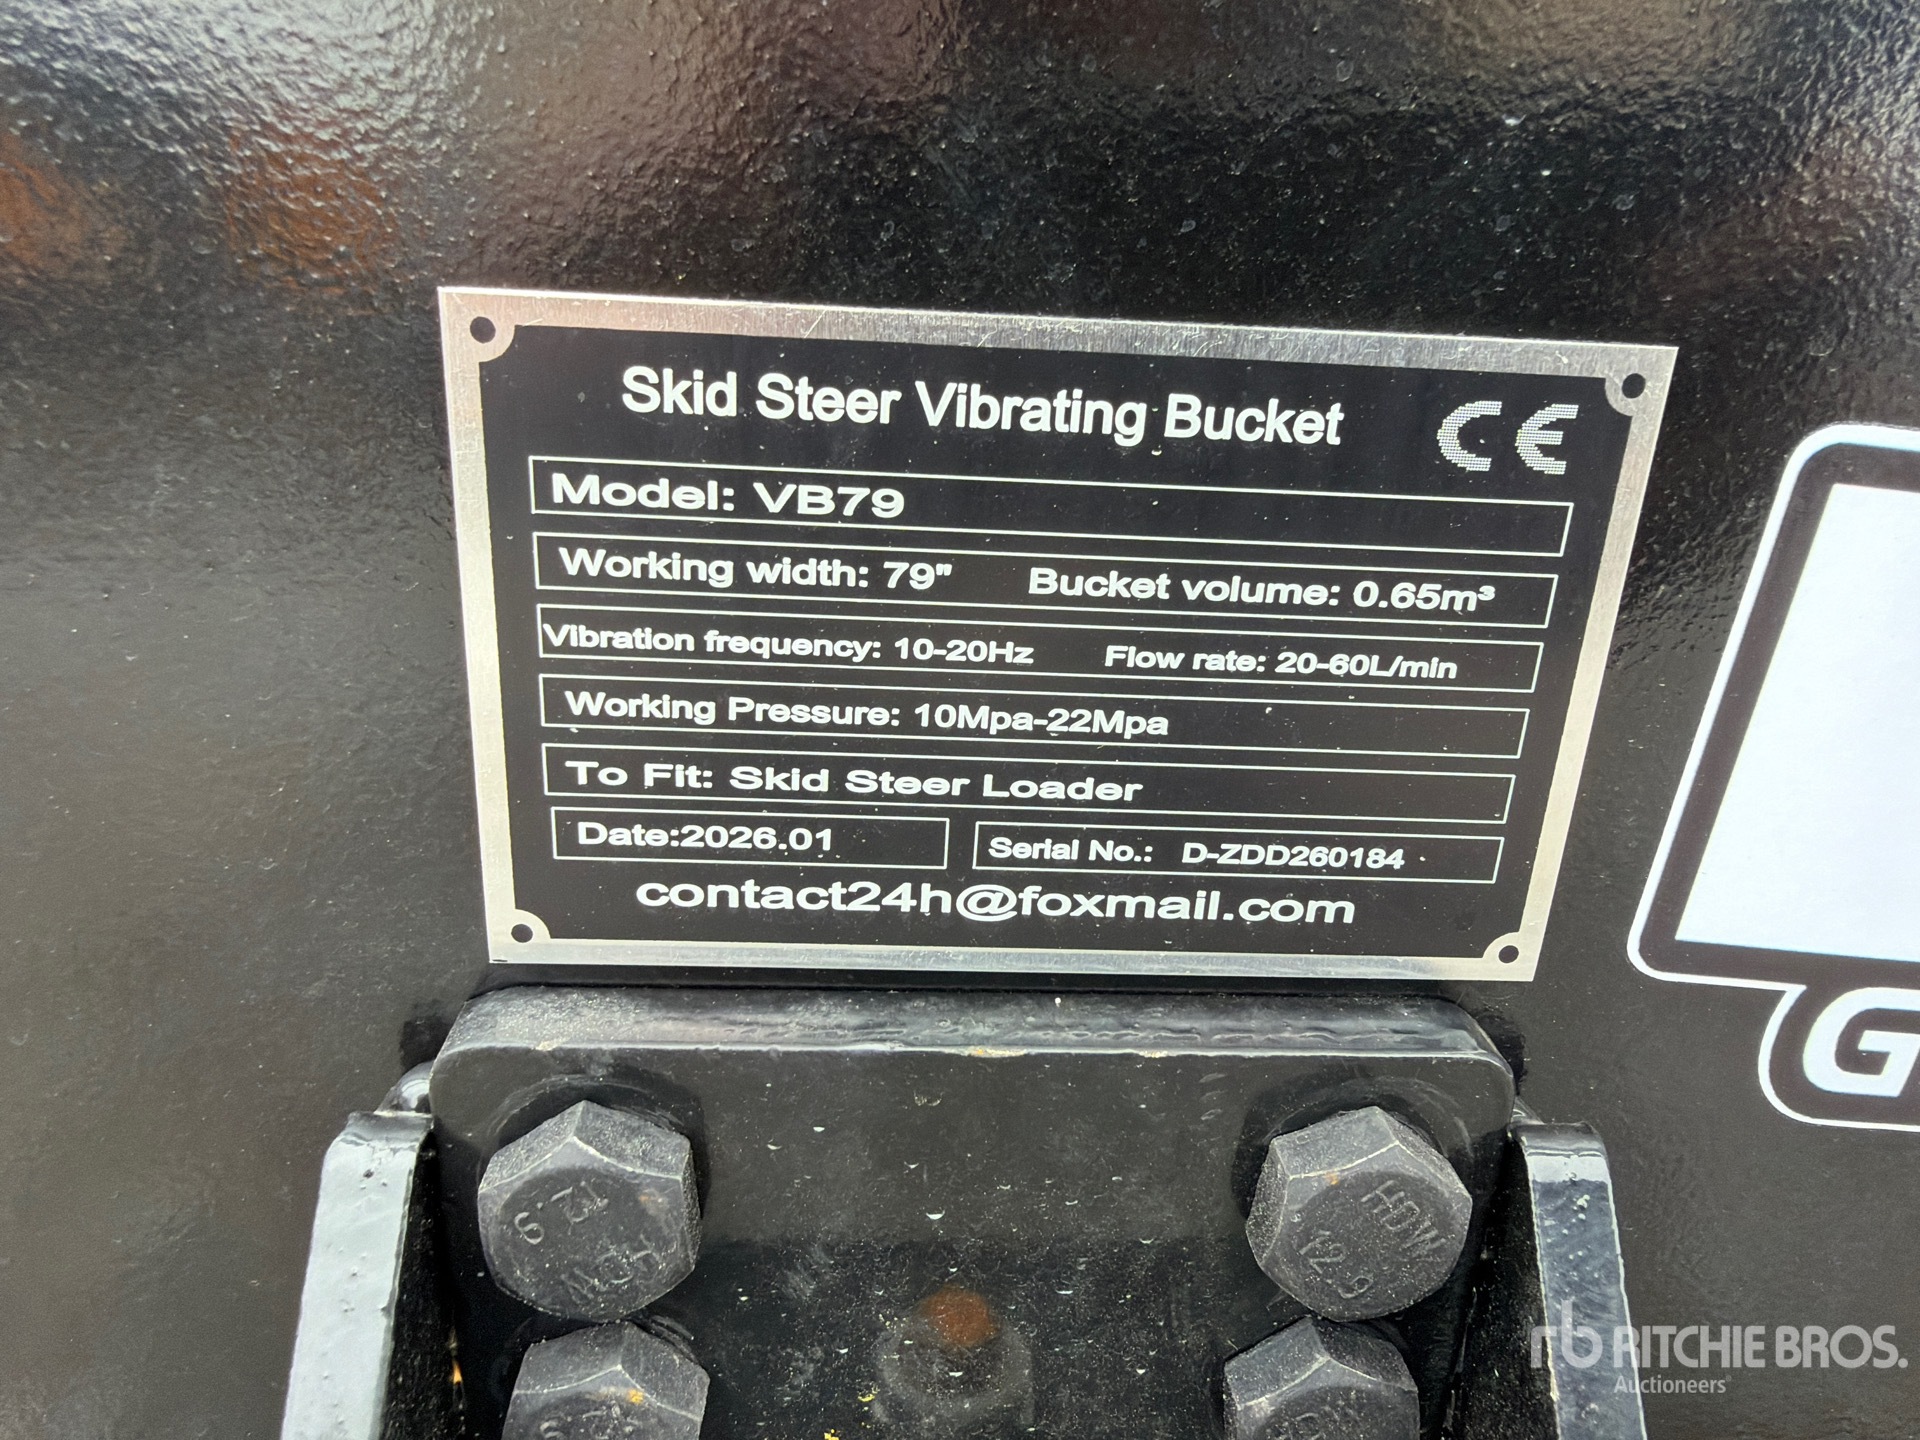 Skid Steer Vibrating Bucket CE
Model: VB79
Working width: 79" Bucket volume: 0.65m³
Vibration frequency: 10-20Hz Flow rate: 20-60L/min
Working Pressure: 10Mpa-22Mpa
To Fit: Skid Steer Loader
Date:2026.01 Serial No.: D-ZDD260184
contact24h@foxmail.com
G
12.9
HDW
12.9
rb RITCHIE BROS.
Auctioneers